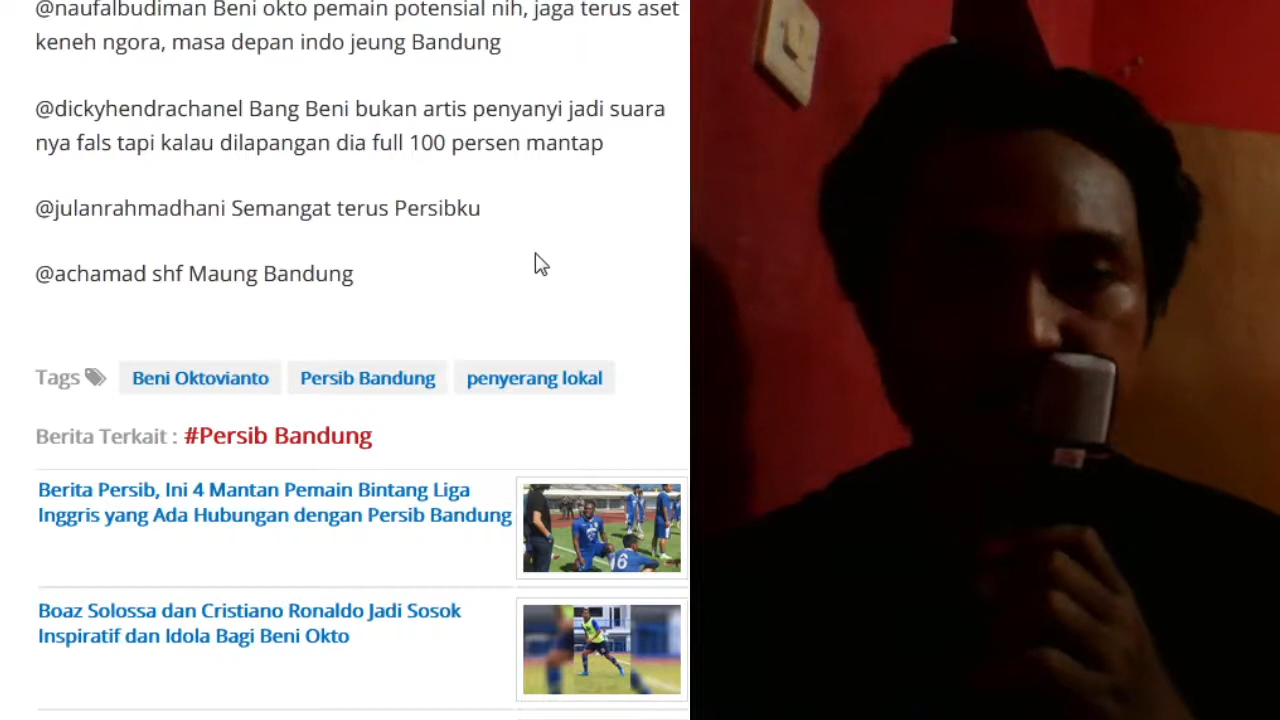 @naufalbudiman Beni okto pemain potensial nih, jaga terus aset
keneh ngora, masa depan indo jeung Bandung
@dickyhendrachanel Bang Beni bukan artis penyanyi jadi suara
nya fals tapi kalau dilapangan dia full 100 persen mantap
@julanrahmadhani Semangat terus Persibku
@achamad shf Maung Bandung
Tags Beni Oktovianto Persib Bandung penyerang lokal
Berita Terkait : #Persib Bandung
Berita Persib, Ini 4 Mantan Pemain Bintang Liga
Inggris yang Ada Hubungan dengan Persib Bandung
6
Boaz Solossa dan Cristiano Ronaldo Jadi Sosok
Inspiratif dan Idola Bagi Beni Okto